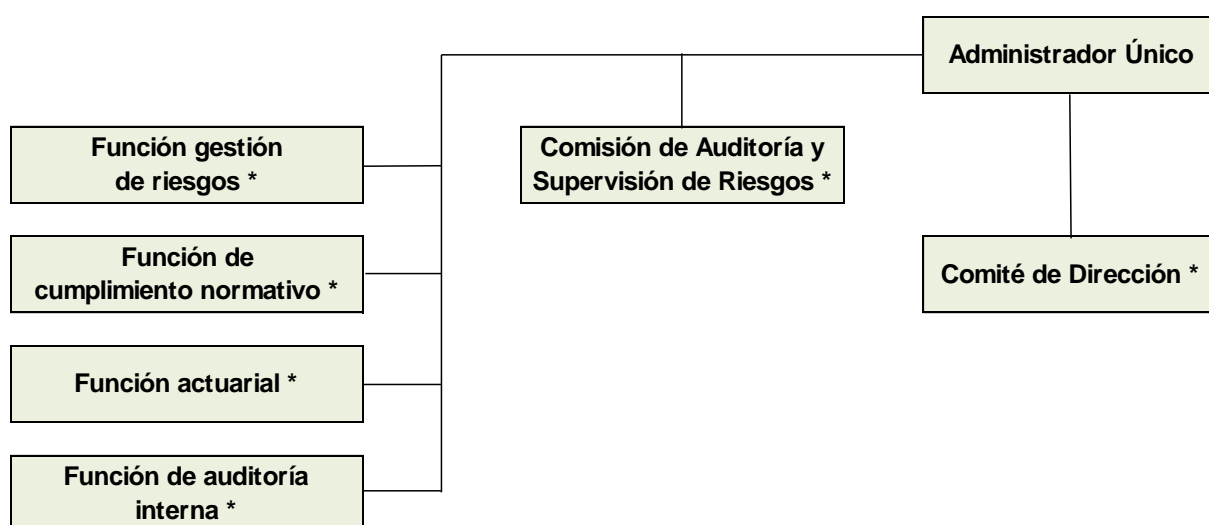 Administrador Único
Función gestión
de riesgos *
Comisión de Auditoría y
Supervisión de Riesgos *
Función de
cumplimiento normativo *
Comité de Dirección *
Función actuarial *
Función de auditoría
interna *